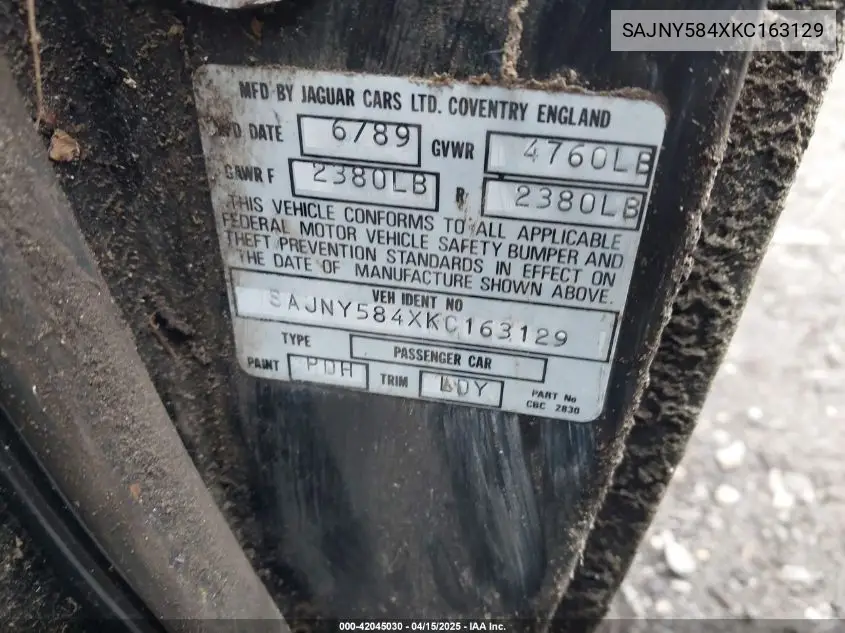 SAJNY584XKC163129
MFD BY JAGUAR CARS LTD. COVENTRY ENGLAND
DATE 6/89 GVWR 4760LB
GAWR F 2380LB R 2380LB
THIS VEHICLE CONFORMS TO ALL APPLICABLE
FEDERAL MOTOR VEHICLE SAFETY BUMPER AND
THEFT PREVENTION STANDARDS IN EFFECT ON
THE DATE OF MANUFACTURE SHOWN ABOVE.
VEH IDENT NO
SAJNY584XKC163129
TYPE PASSENGER CAR
PAINT PDH TRIM PART No
CBC 2830
000-42045030 - 04/15/2025 - IAA Inc.